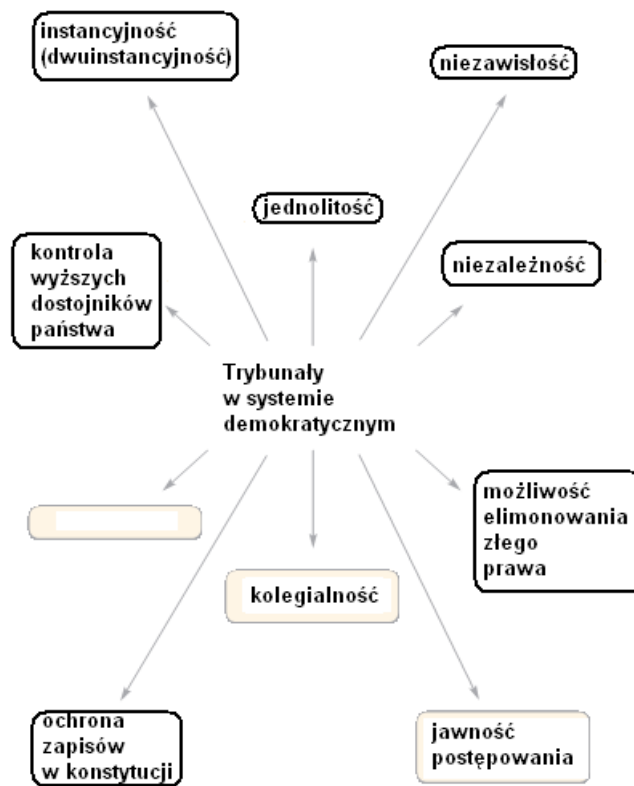 instancyjność
(dwuinstancyjność)
niezawisłość
jednolitość
kontrola
wyższych
dostojników
państwa
niezależność
Trybunały
w systemie
demokratycznym
możliwość
elimonowania
złego
prawa
kolegialność
ochrona
zapisów
w konstytucji
jawność
postępowania